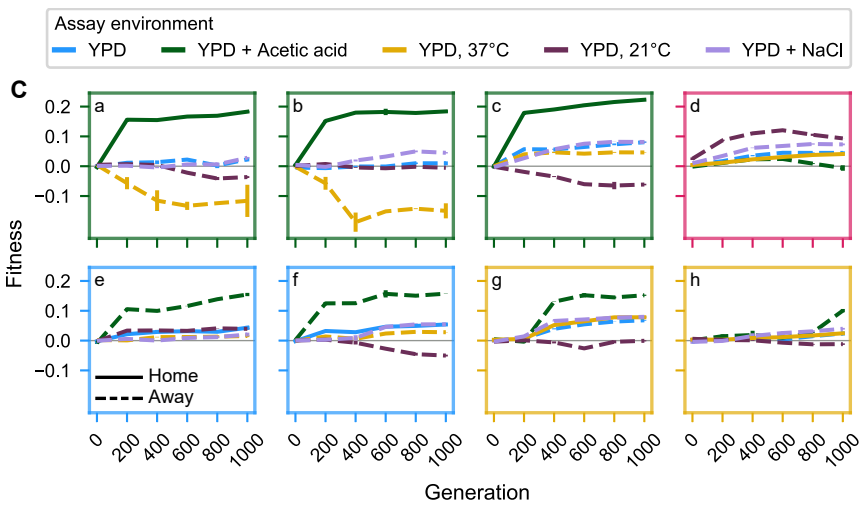 Assay environment
YPD YPD + Acetic acid YPD, 37°C YPD, 21°C YPD + NaCl
C
a b c d
0.2
0.1
0.0
−0.1
Fitness
e f g h
0.2
0.1
0.0
−0.1
Home
Away
0 200 400 600 800 1000 0 200 400 600 800 1000 0 200 400 600 800 1000 0 200 400 600 800 1000
Generation